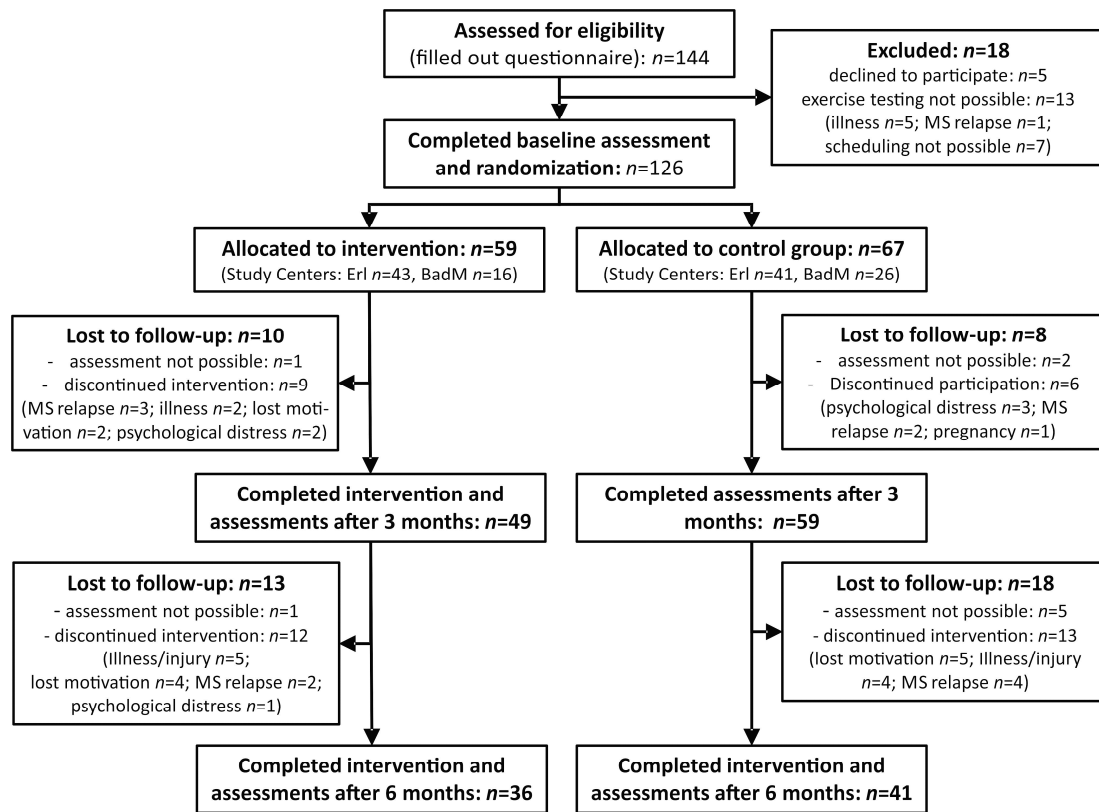 Assessed for eligibility
(filled out questionnaire): n=144
Excluded: n=18
declined to participate: n=5
exercise testing not possible: n=13
(illness n=5; MS relapse n=1;
scheduling not possible n=7)
Completed baseline assessment
and randomization: n=126
Allocated to intervention: n=59
(Study Centers: Erl n=43, BadM n=16)
Allocated to control group: n=67
(Study Centers: Erl n=41, BadM n=26)
Lost to follow-up: n=10
- assessment not possible: n=1
- discontinued intervention: n=9
(MS relapse n=3; illness n=2; lost moti-
vation n=2; psychological distress n=2)
Lost to follow-up: n=8
- assessment not possible: n=2
- Discontinued participation: n=6
(psychological distress n=3; MS
relapse n=2; pregnancy n=1)
Completed intervention and
assessments after 3 months: n=49
Completed assessments after 3
months: n=59
Lost to follow-up: n=13
- assessment not possible: n=1
- discontinued intervention: n=12
(Illness/injury n=5;
lost motivation n=4; MS relapse n=2;
psychological distress n=1)
Lost to follow-up: n=18
- assessment not possible: n=5
- discontinued intervention: n=13
(lost motivation n=5; Illness/injury
n=4; MS relapse n=4)
Completed intervention and
assessments after 6 months: n=36
Completed intervention and
assessments after 6 months: n=41